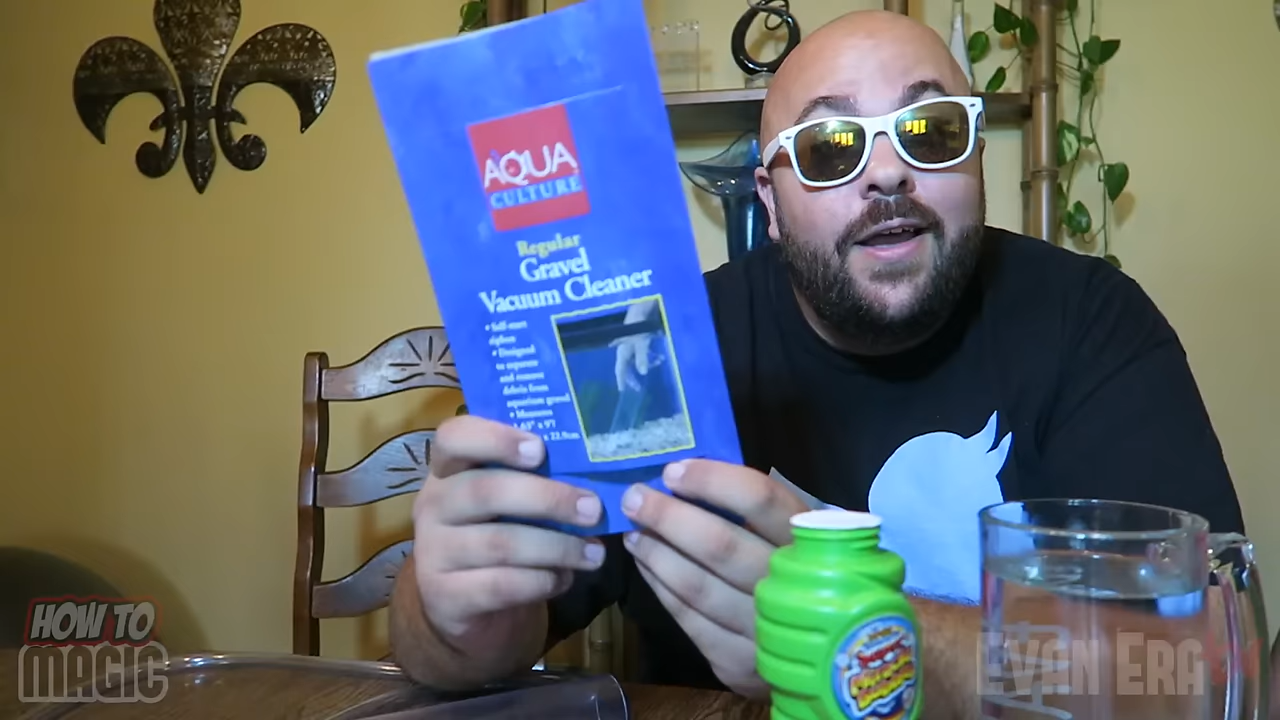 AQUA
CULTURE
Regular
Gravel
Vacuum Cleaner
• Self-start
siphon
• Designed
to separate
and remove
debris from
aquarium gravel
• Measures
HOW TO
MAGIC
EVAN ERA